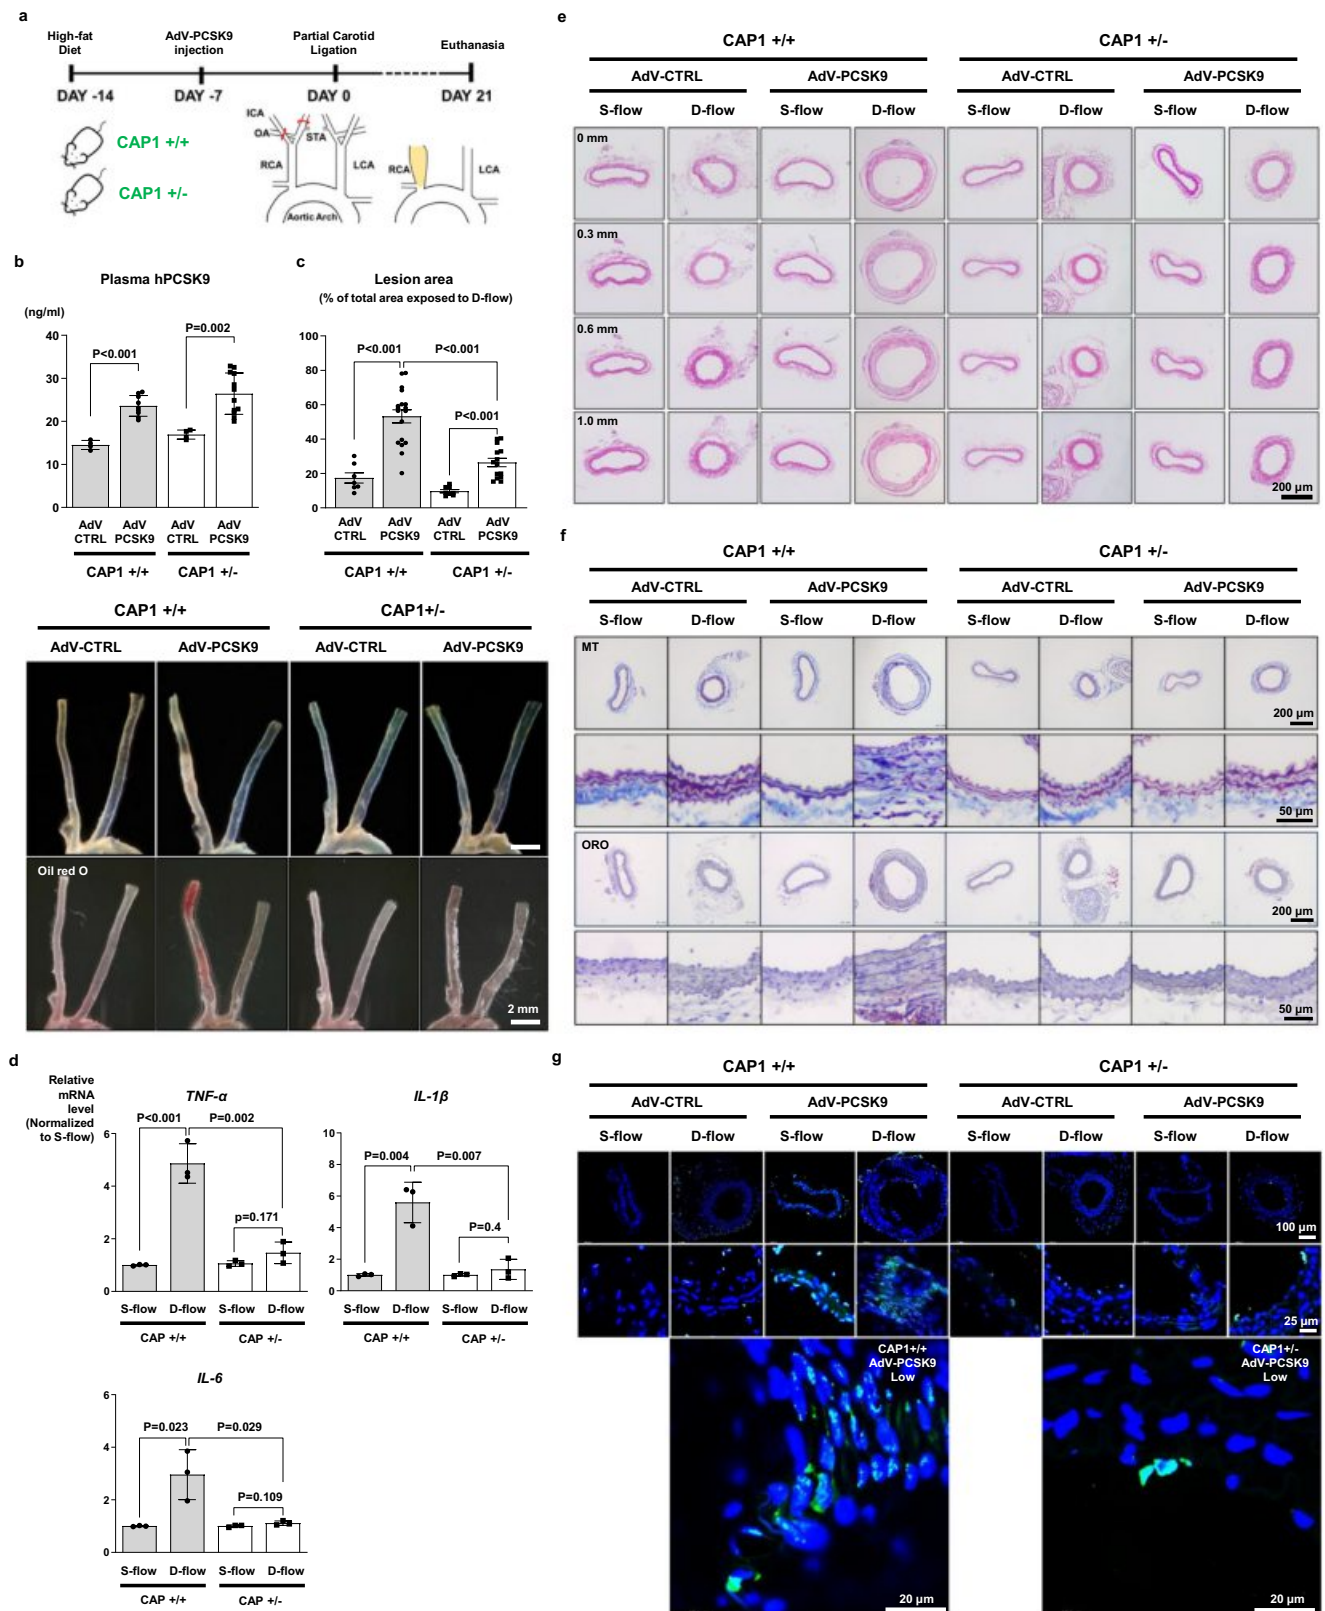 a
High-fat
Diet
AdV-PCSK9
injection
Partial Carotid
Ligation
Euthanasia
DAY -14
DAY -7
DAY 0
DAY 21
CAP1 +/+
CAP1 +/-
ICA
OA
STA
RCA
LCA
Aortic Arch
RCA
LCA
b
Plasma hPCSK9
(ng/ml)
40
30
20
10
0
P<0.001
P=0.002
AdV CTRL
AdV PCSK9
AdV CTRL
AdV PCSK9
CAP1 +/+
CAP1 +/-
c
Lesion area
(% of total area exposed to D-flow)
100
80
60
40
20
0
P<0.001
P<0.001
P<0.001
AdV CTRL
AdV PCSK9
AdV CTRL
AdV PCSK9
CAP1 +/+
CAP1 +/-
CAP1 +/+
CAP1+/-
AdV-CTRL
AdV-PCSK9
AdV-CTRL
AdV-PCSK9
Oil red O
2 mm
d
Relative
mRNA
level
(Normalized
to S-flow)
TNF-α
6
4
2
0
P<0.001
P=0.002
p=0.171
S-flow
D-flow
S-flow
D-flow
CAP +/+
CAP +/-
IL-1β
10
8
6
4
2
0
P=0.004
P=0.007
P=0.4
S-flow
D-flow
S-flow
D-flow
CAP +/+
CAP +/-
IL-6
6
4
2
0
P=0.023
P=0.029
P=0.109
S-flow
D-flow
S-flow
D-flow
CAP +/+
CAP +/-
e
CAP1 +/+
CAP1 +/-
AdV-CTRL
AdV-PCSK9
AdV-CTRL
AdV-PCSK9
S-flow
D-flow
S-flow
D-flow
S-flow
D-flow
S-flow
D-flow
0 mm
0.3 mm
0.6 mm
1.0 mm
200 µm
f
CAP1 +/+
CAP1 +/-
AdV-CTRL
AdV-PCSK9
AdV-CTRL
AdV-PCSK9
S-flow
D-flow
S-flow
D-flow
S-flow
D-flow
S-flow
D-flow
MT
200 µm
50 µm
ORO
200 µm
50 µm
g
CAP1 +/+
CAP1 +/-
AdV-CTRL
AdV-PCSK9
AdV-CTRL
AdV-PCSK9
S-flow
D-flow
S-flow
D-flow
S-flow
D-flow
S-flow
D-flow
100 µm
25 µm
CAP1+/+
AdV-PCSK9
Low
20 µm
CAP1+/-
AdV-PCSK9
Low
20 µm